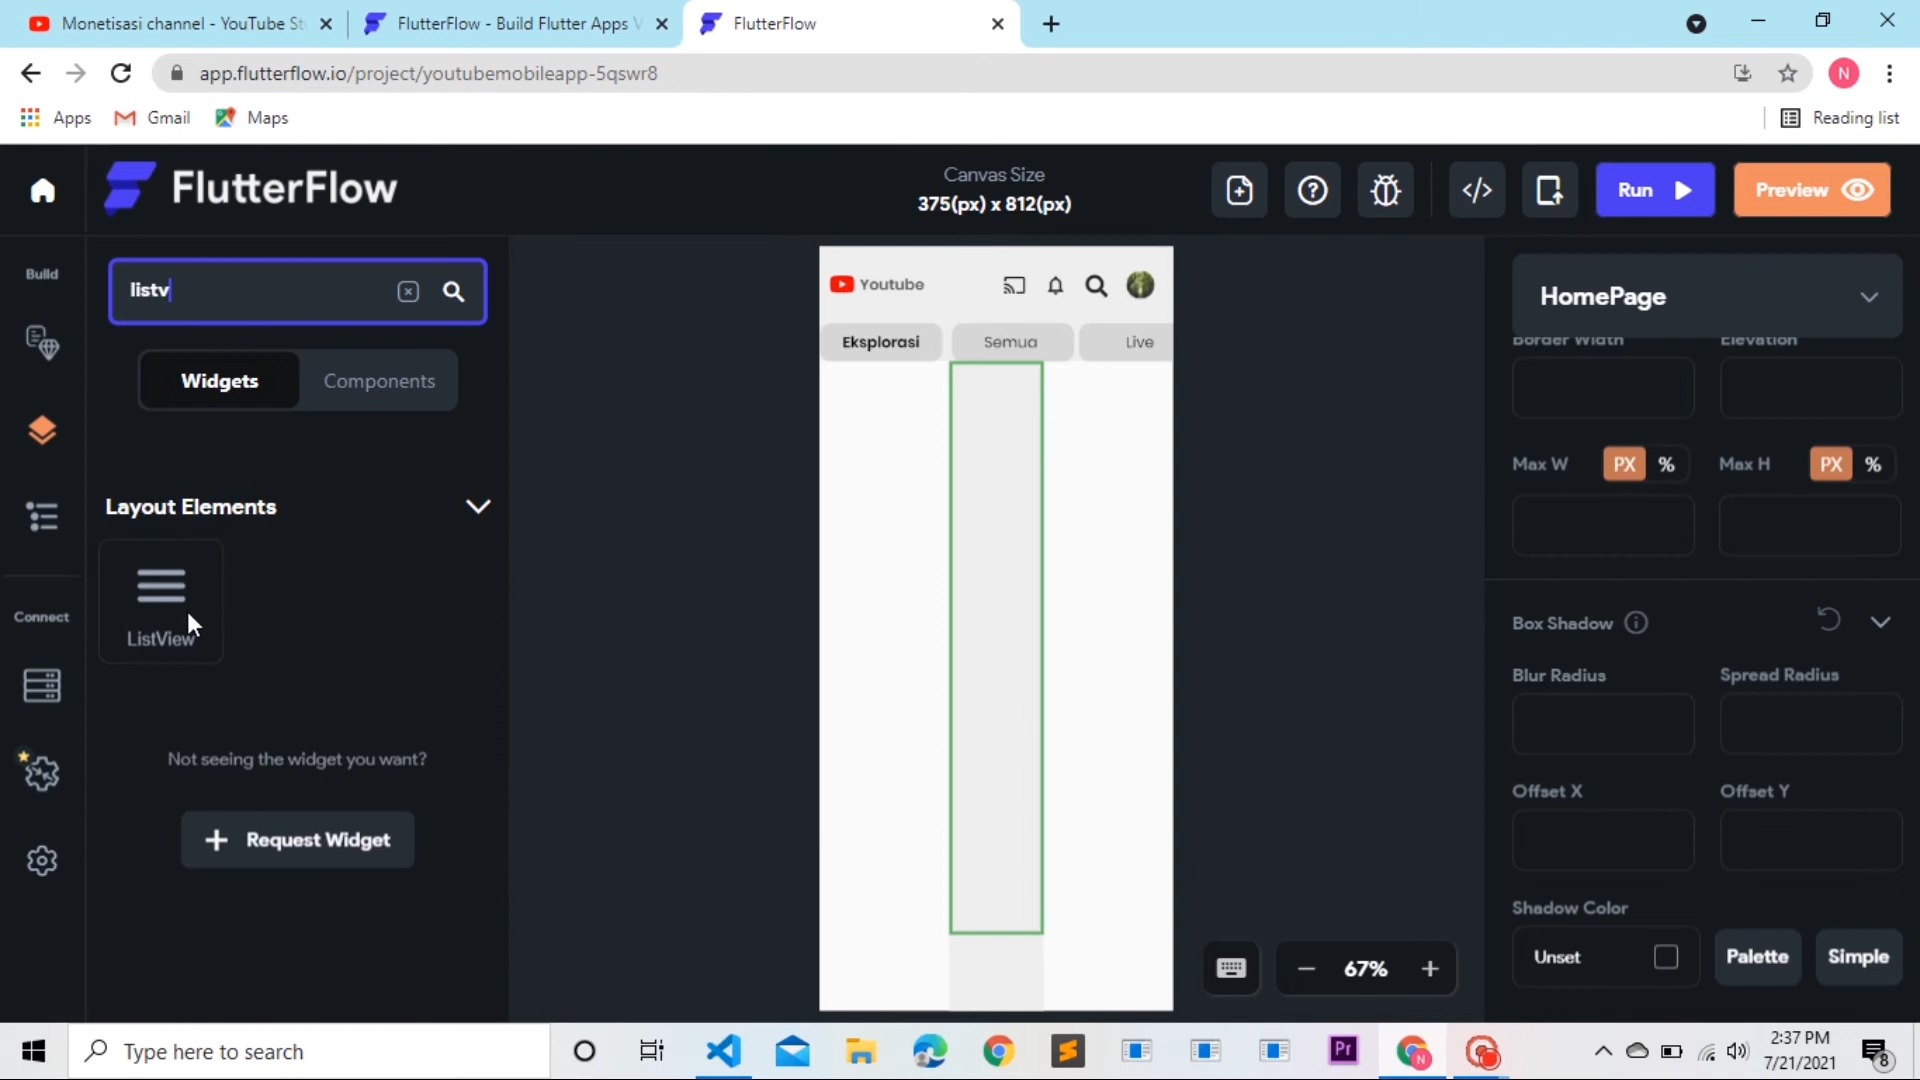 Monetisasi channel - YouTube St
FlutterFlow - Build Flutter Apps V
FlutterFlow
app.flutterflow.io/project/youtubemobileapp-5qswr8
N
Apps
Gmail
Maps
Reading list
FlutterFlow
Canvas Size
375(px) x 812(px)
Run
Preview
Build
Connect
listv
Widgets
Components
Layout Elements
ListView
Not seeing the widget you want?
+ Request Widget
Youtube
Eksplorasi
Semua
Live
67%
HomePage
Border Width
Elevation
Max W PX %
Max H PX %
Box Shadow
Blur Radius
Spread Radius
Offset X
Offset Y
Shadow Color
Unset
Palette
Simple
Type here to search
Pr
N
2:37 PM
7/21/2021
8